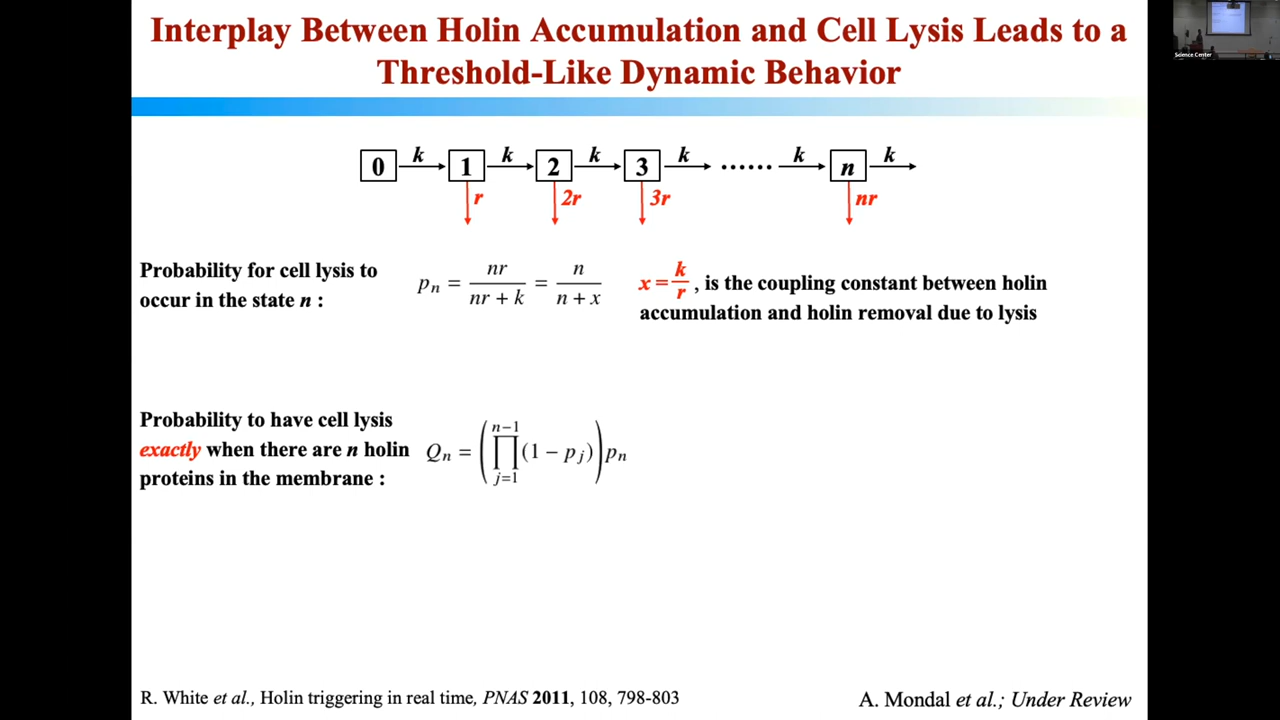 Interplay Between Holin Accumulation and Cell Lysis Leads to a
Threshold-Like Dynamic Behavior
Science Center
0 k 1 k 2 k 3 k ...... k n k
r 2r 3r nr
Probability for cell lysis to
occur in the state n :
pn = nr / (nr + k) = n / (n + x)
x = k/r , is the coupling constant between holin
accumulation and holin removal due to lysis
Probability to have cell lysis
exactly when there are n holin
proteins in the membrane :
Qn = ( ∏ j=1 n−1 (1 − pj) ) pn
R. White et al., Holin triggering in real time, PNAS 2011, 108, 798-803
A. Mondal et al.; Under Review